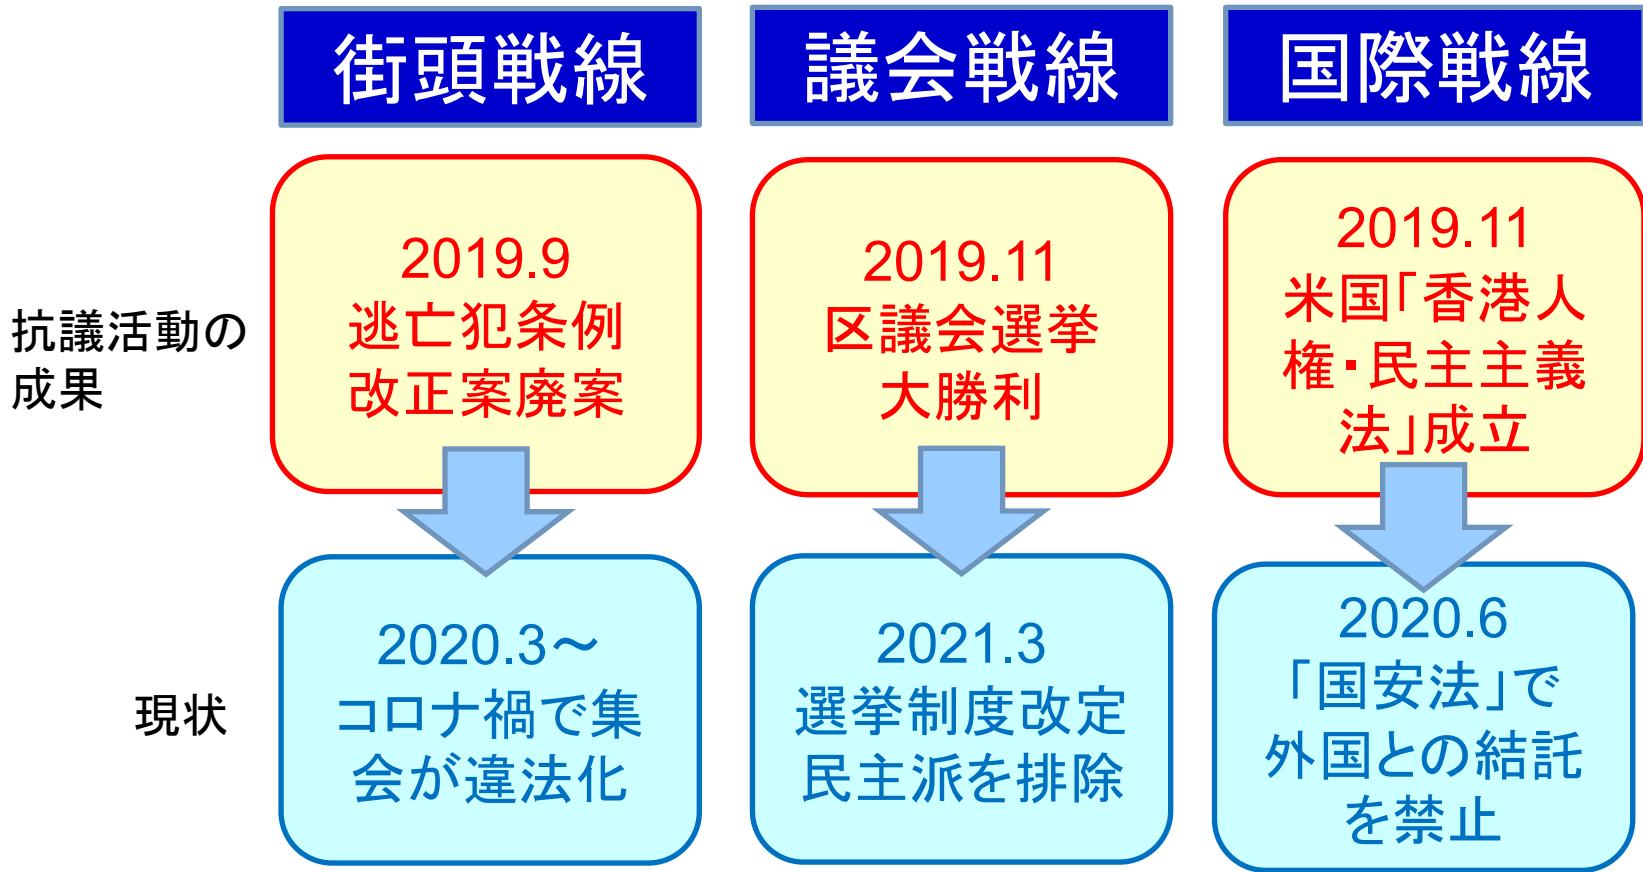 街頭戦線
議会戦線
国際戦線
抗議活動の
成果
2019.9
逃亡犯条例
改正案廃案
2019.11
区議会選挙
大勝利
2019.11
米国「香港人
権・民主主義
法」成立
現状
2020.3～
コロナ禍で集
会が違法化
2021.3
選挙制度改定
民主派を排除
2020.6
「国安法」で
外国との結託
を禁止